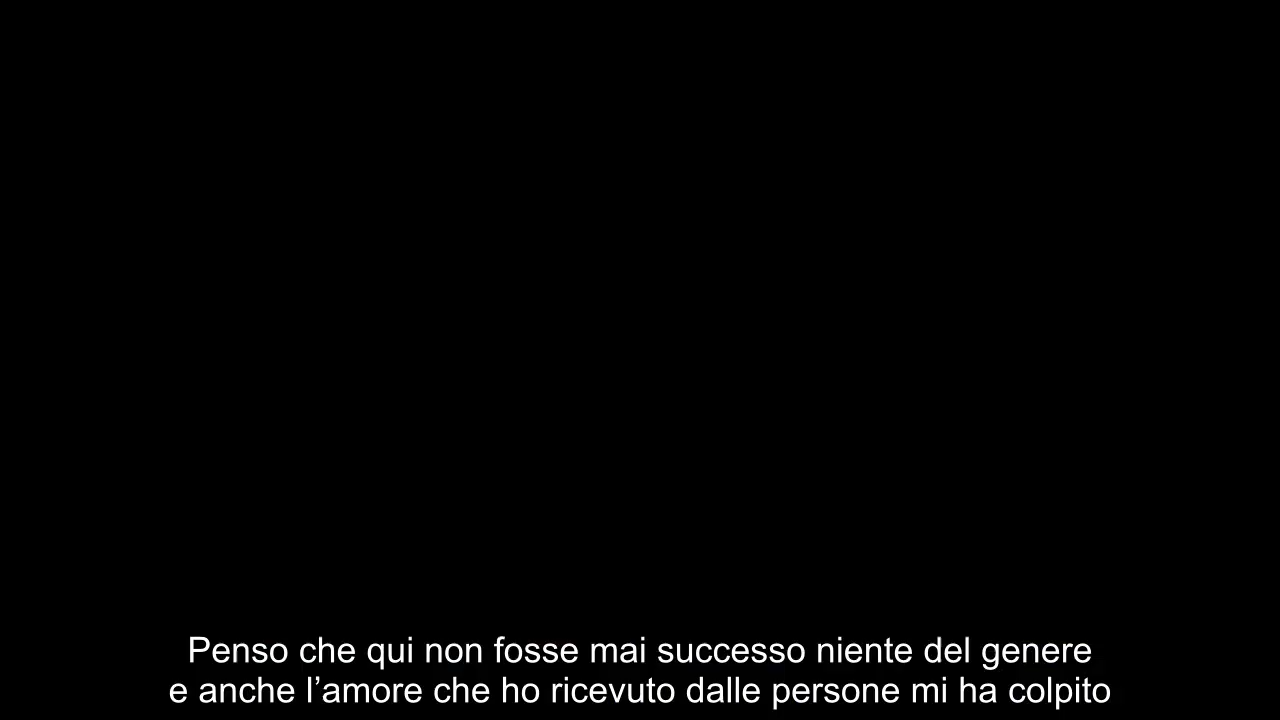 Penso che qui non fosse mai successo niente del genere
e anche l’amore che ho ricevuto dalle persone mi ha colpito